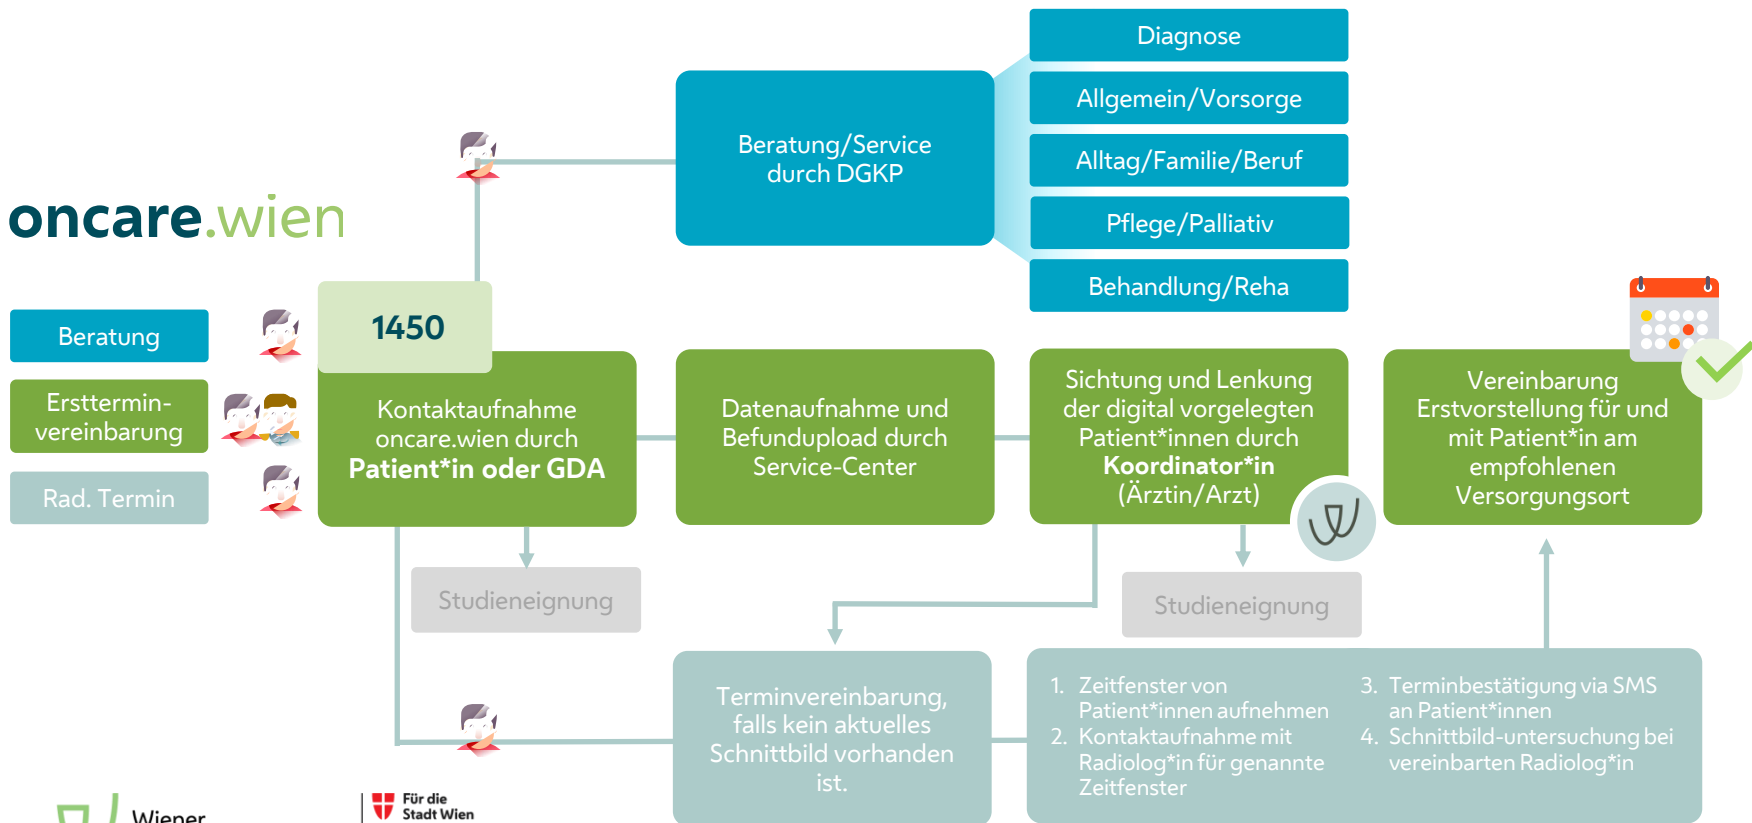 Diagnose
Allgemein/Vorsorge
Alltag/Familie/Beruf
Pflege/Palliativ
Behandlung/Reha
Beratung/Service
durch DGKP
oncare.wien
Beratung
Ersttermin-
vereinbarung
Rad. Termin
1450
Kontaktaufnahme
oncare.wien durch
Patient*in oder GDA
Datenaufnahme und
Befundupload durch
Service-Center
Sichtung und Lenkung
der digital vorgelegten
Patient*innen durch
Koordinator*in
(Ärztin/Arzt)
Vereinbarung
Erstvorstellung für und
mit Patient*in am
empfohlenen
Versorgungsort
Studieneignung
Studieneignung
Terminvereinbarung,
falls kein aktuelles
Schnittbild vorhanden
ist.
1. Zeitfenster von
Patient*innen aufnehmen
2. Kontaktaufnahme mit
Radiolog*in für genannte
Zeitfenster
3. Terminbestätigung via SMS
an Patient*innen
4. Schnittbild-untersuchung bei
vereinbarten Radiolog*in
Wiener
Für die
Stadt Wien